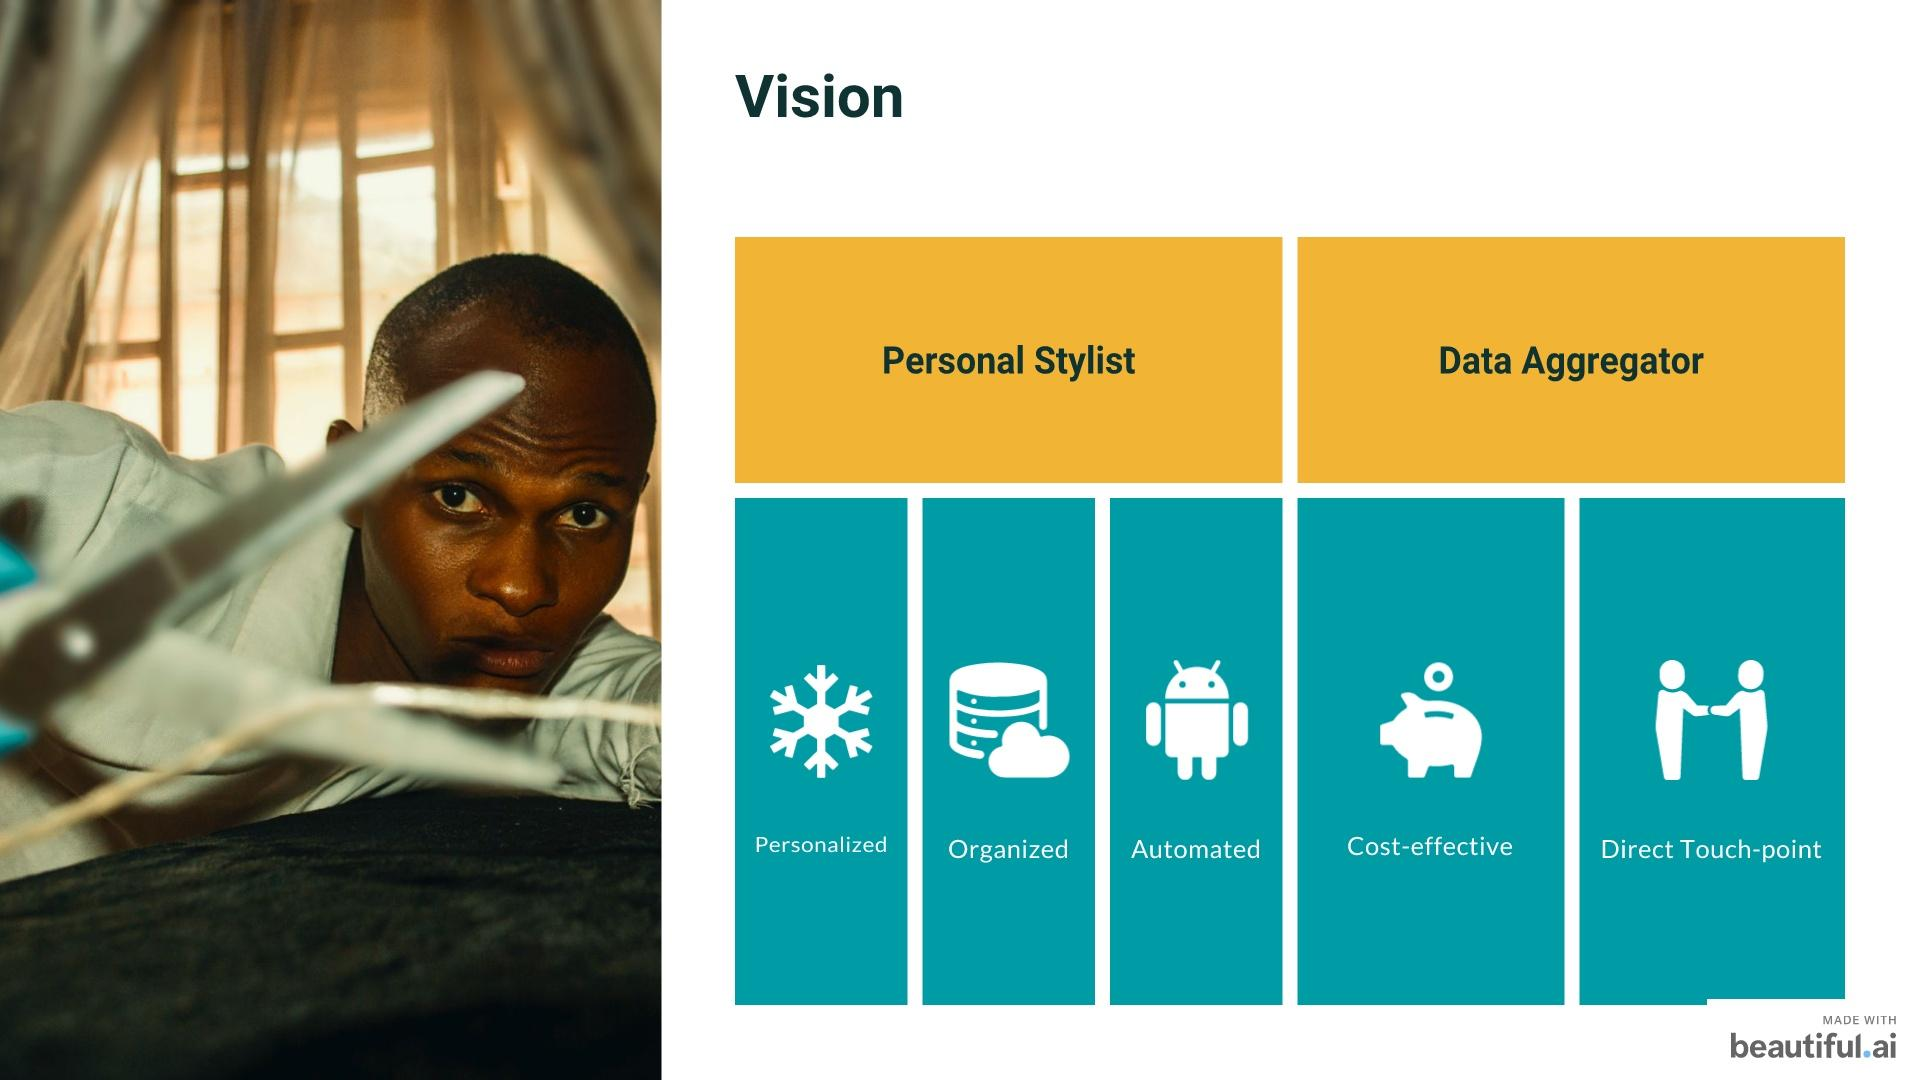 Vision
Personal Stylist
Data Aggregator
Personalized
Organized
Automated
Cost-effective
Direct Touch-point
MADE WITH
beautiful.ai